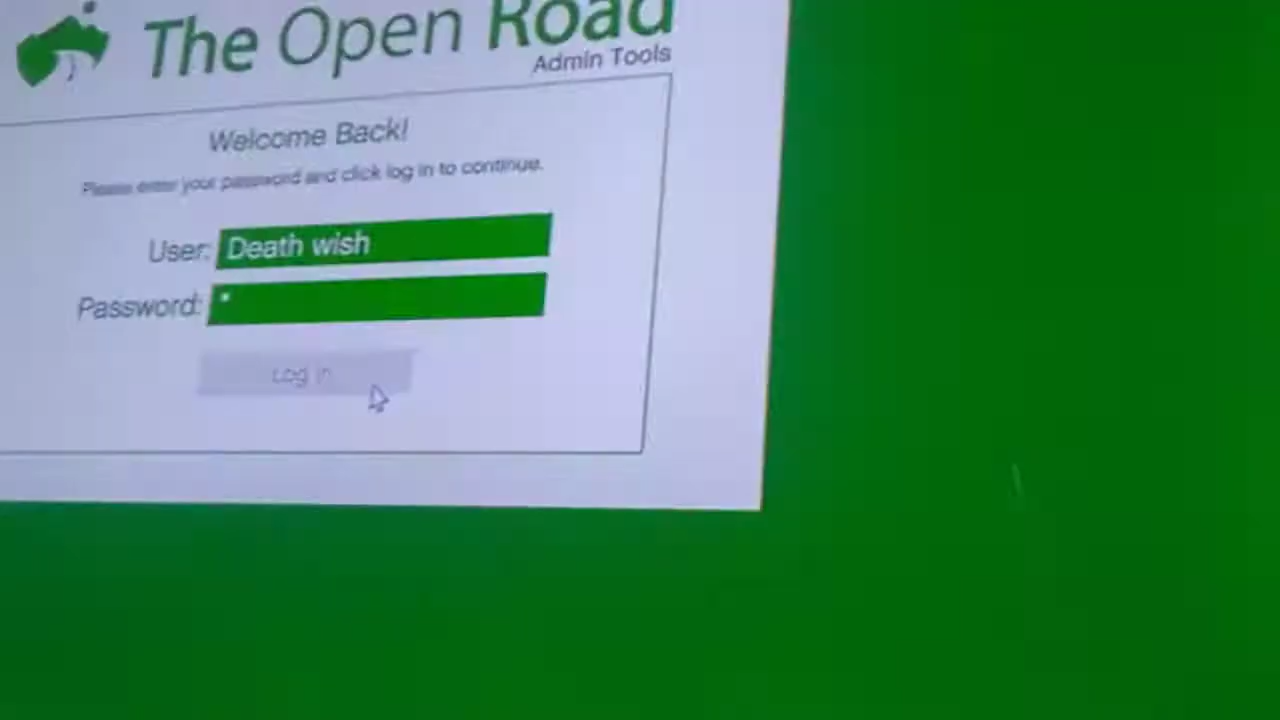 The Open Road
Admin Tools
Welcome Back!
Please enter your password and click log in to continue.
User: Death wish
Password: *
Log in